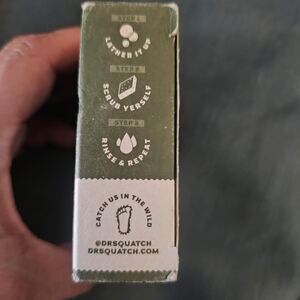 STEP 1
LATHER IT UP
STEP 2
SCRUB YERSELF
STEP 3
RINSE & REPEAT
CATCH US IN THE WILD
@DRSQUATCH
DRSQUATCH.COM